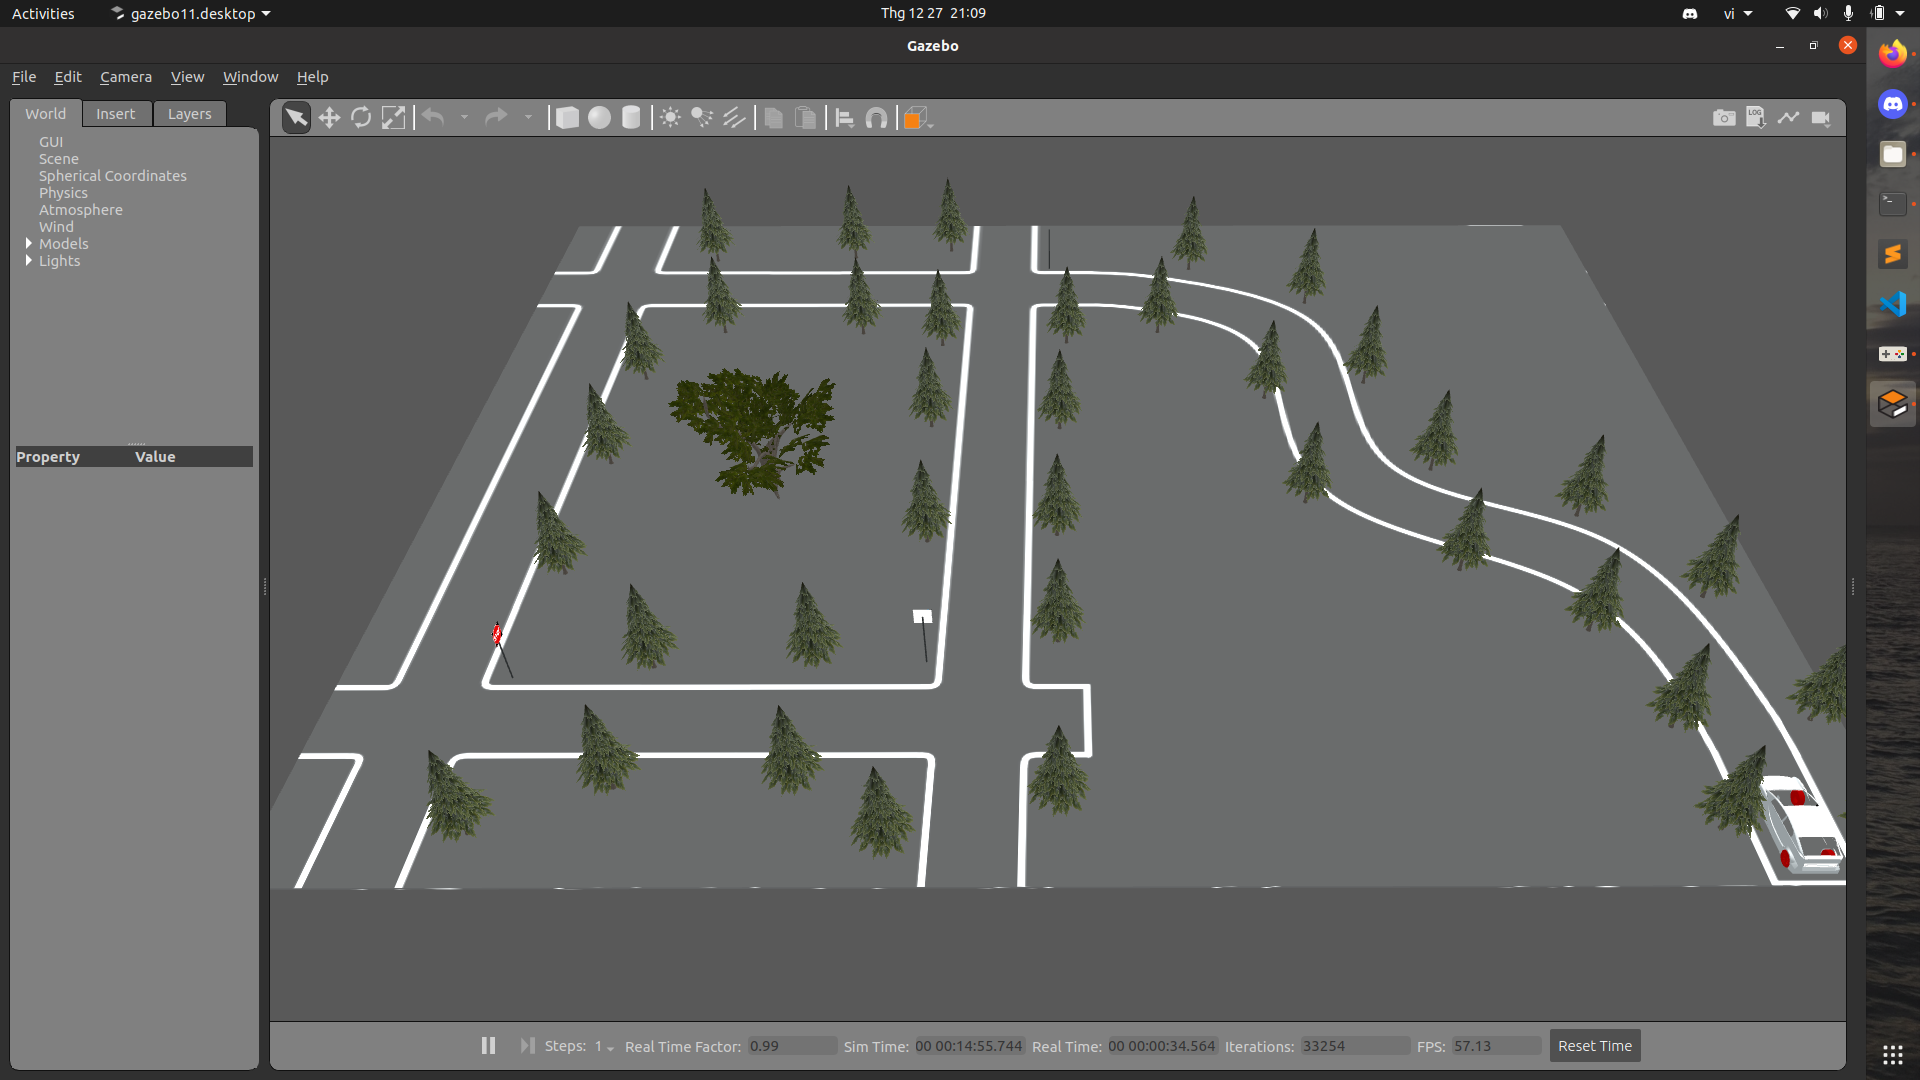 Activities gazebo11.desktop Thg 12 27 21:09 vi
Gazebo
File Edit Camera View Window Help
World Insert Layers
LOG
GUI
Scene
Spherical Coordinates
Physics
Atmosphere
Wind
Models
Lights
Property Value
Steps: 1 Real Time Factor: 0.99 Sim Time: 00 00:14:55.744 Real Time: 00 00:00:34.564 Iterations: 33254 FPS: 57.13 Reset Time